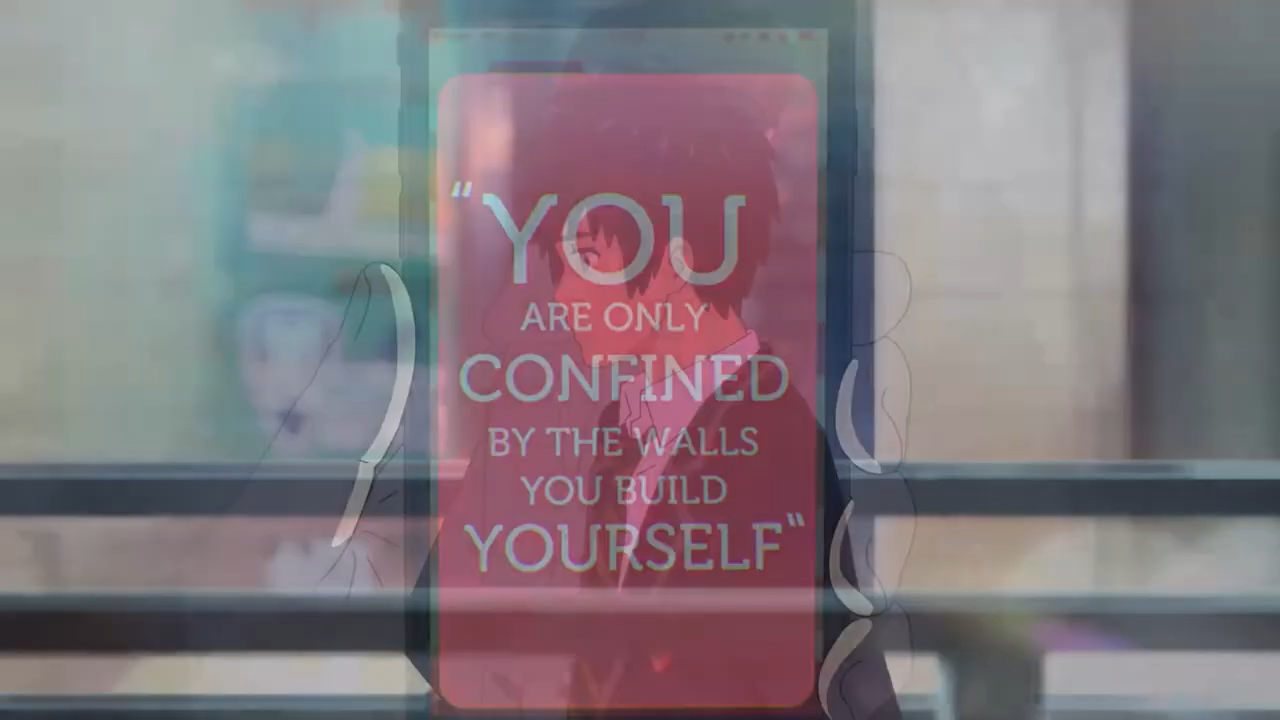 “YOU
ARE ONLY
CONFINED
BY THE WALLS
YOU BUILD
YOURSELF“